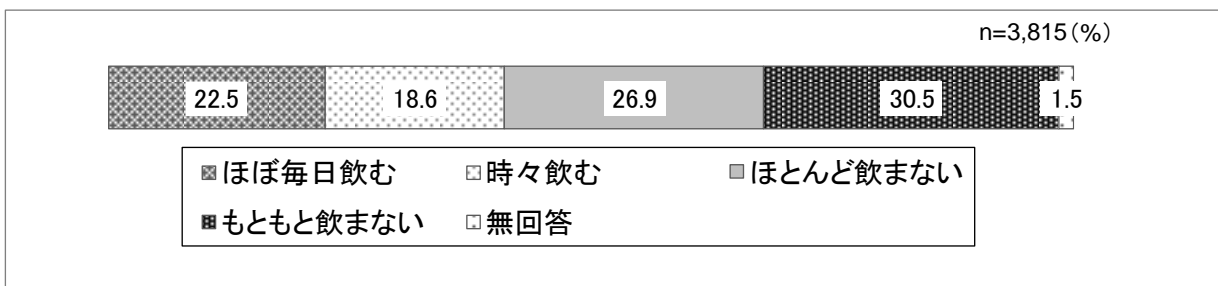 n=3,815(%)
22.5 18.6 26.9 30.5 1.5
ほぼ毎日飲む 時々飲む ほとんど飲まない
もともと飲まない 無回答